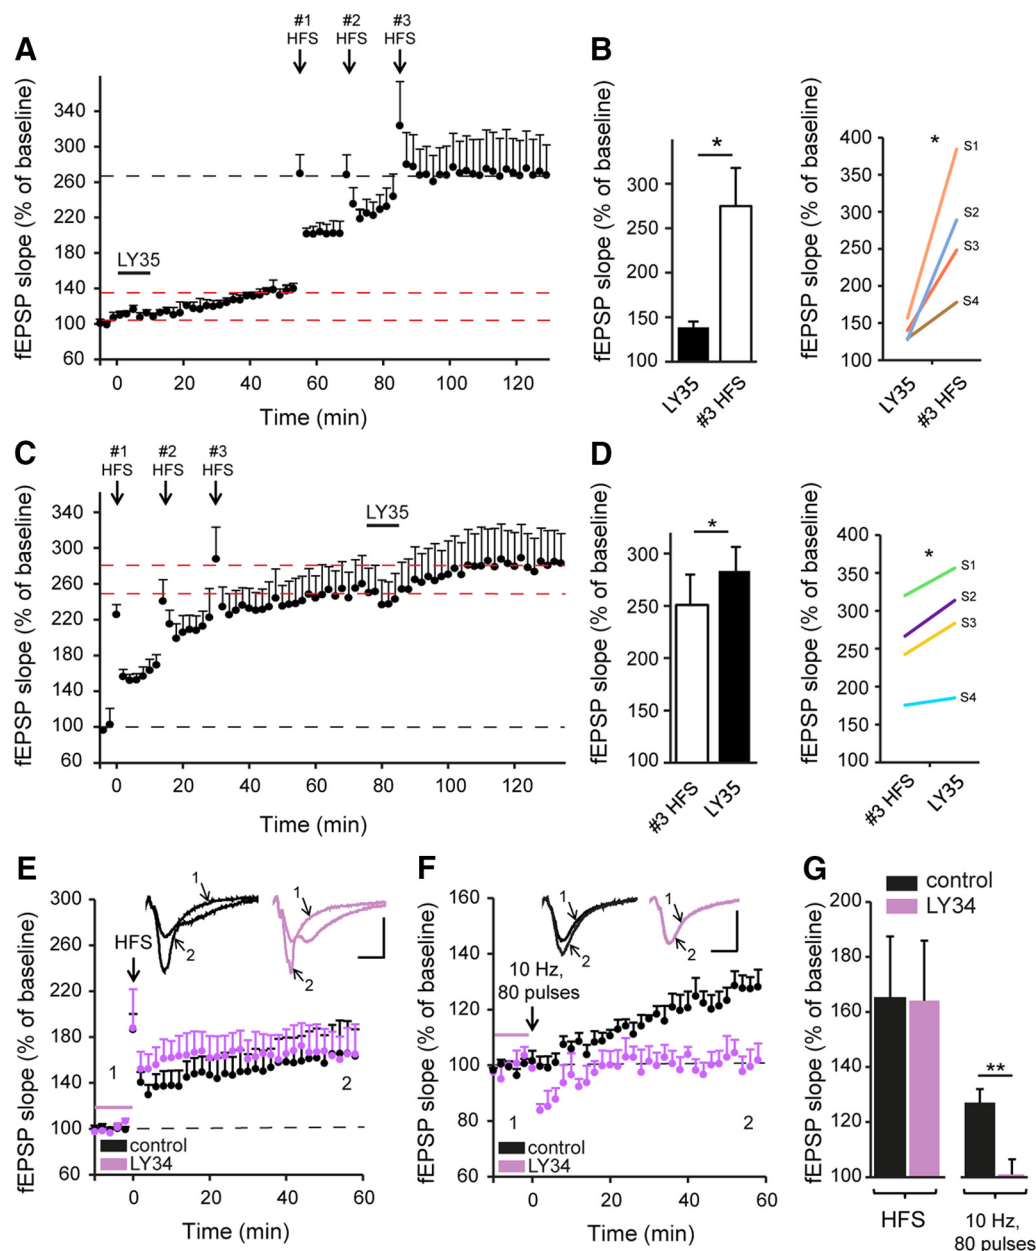 A
#1 HFS
#2 HFS
#3 HFS
fEPSP slope (% of baseline)
340
300
260
220
180
140
100
60
LY35
0 20 40 60 80 100 120
Time (min)
B
fEPSP slope (% of baseline)
300
250
200
150
100
*
LY35 #3 HFS
fEPSP slope (% of baseline)
400
350
300
250
200
150
100
*
S1
S2
S3
S4
LY35 #3 HFS
C
#1 HFS
#2 HFS
#3 HFS
fEPSP slope (% of baseline)
340
300
260
220
180
140
100
60
LY35
0 20 40 60 80 100 120
Time (min)
D
fEPSP slope (% of baseline)
300
250
200
150
100
*
#3 HFS LY35
fEPSP slope (% of baseline)
400
350
300
250
200
150
100
*
S1
S2
S3
S4
#3 HFS LY35
E
fEPSP slope (% of baseline)
300
260
220
180
140
100
60
HFS
1
2
1
2
control
LY34
0 20 40 60
Time (min)
F
fEPSP slope (% of baseline)
160
140
120
100
80
60
10 Hz,
80 pulses
1
2
1
2
1
2
control
LY34
0 20 40 60
Time (min)
G
control
LY34
fEPSP slope (% of baseline)
200
180
160
140
120
100
**
HFS
10 Hz,
80 pulses